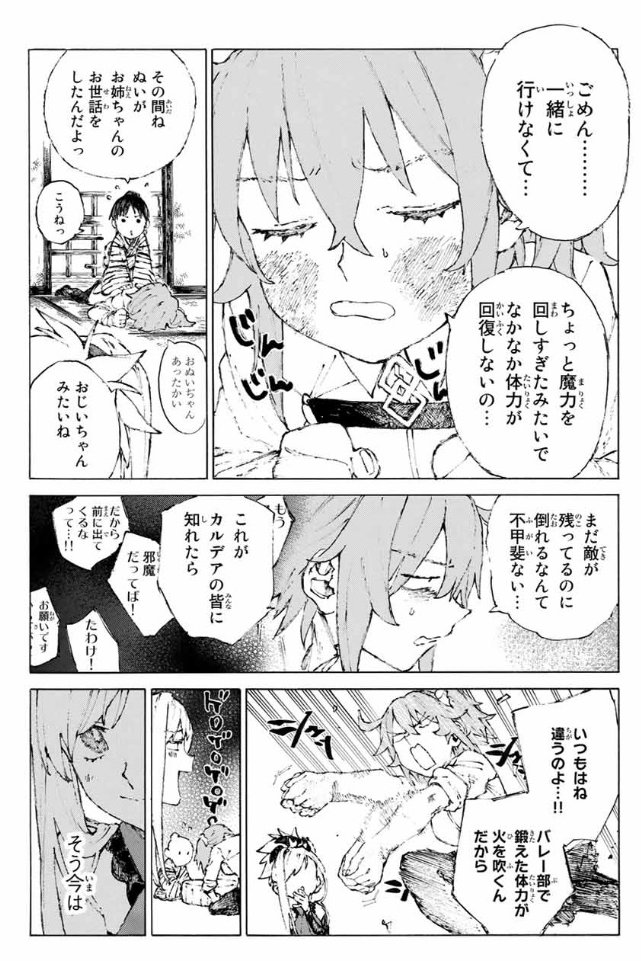 ごめん………
一緒に
行けなくて…
ちょっと魔力を
回しすぎたみたいで
なかなか体力が
回復しないの…
じんじん
その間ね
ぬいが
お姉ちゃんの
お世話を
したんだよっ
こうねっ
おぬいちゃん
あったかい
おじいちゃん
みたいね
まだ敵が
残ってるのに
倒れるなんて
不甲斐ない…
もう
これが
カルデアの皆に
知れたら
だから
前に出て
くるな
って…!!
邪魔
だってば!
たわけ!
お願いです
いつもはね
違うのよ…!!
バレー部で
鍛えた体力が
火を吹くん
だから
そう今は